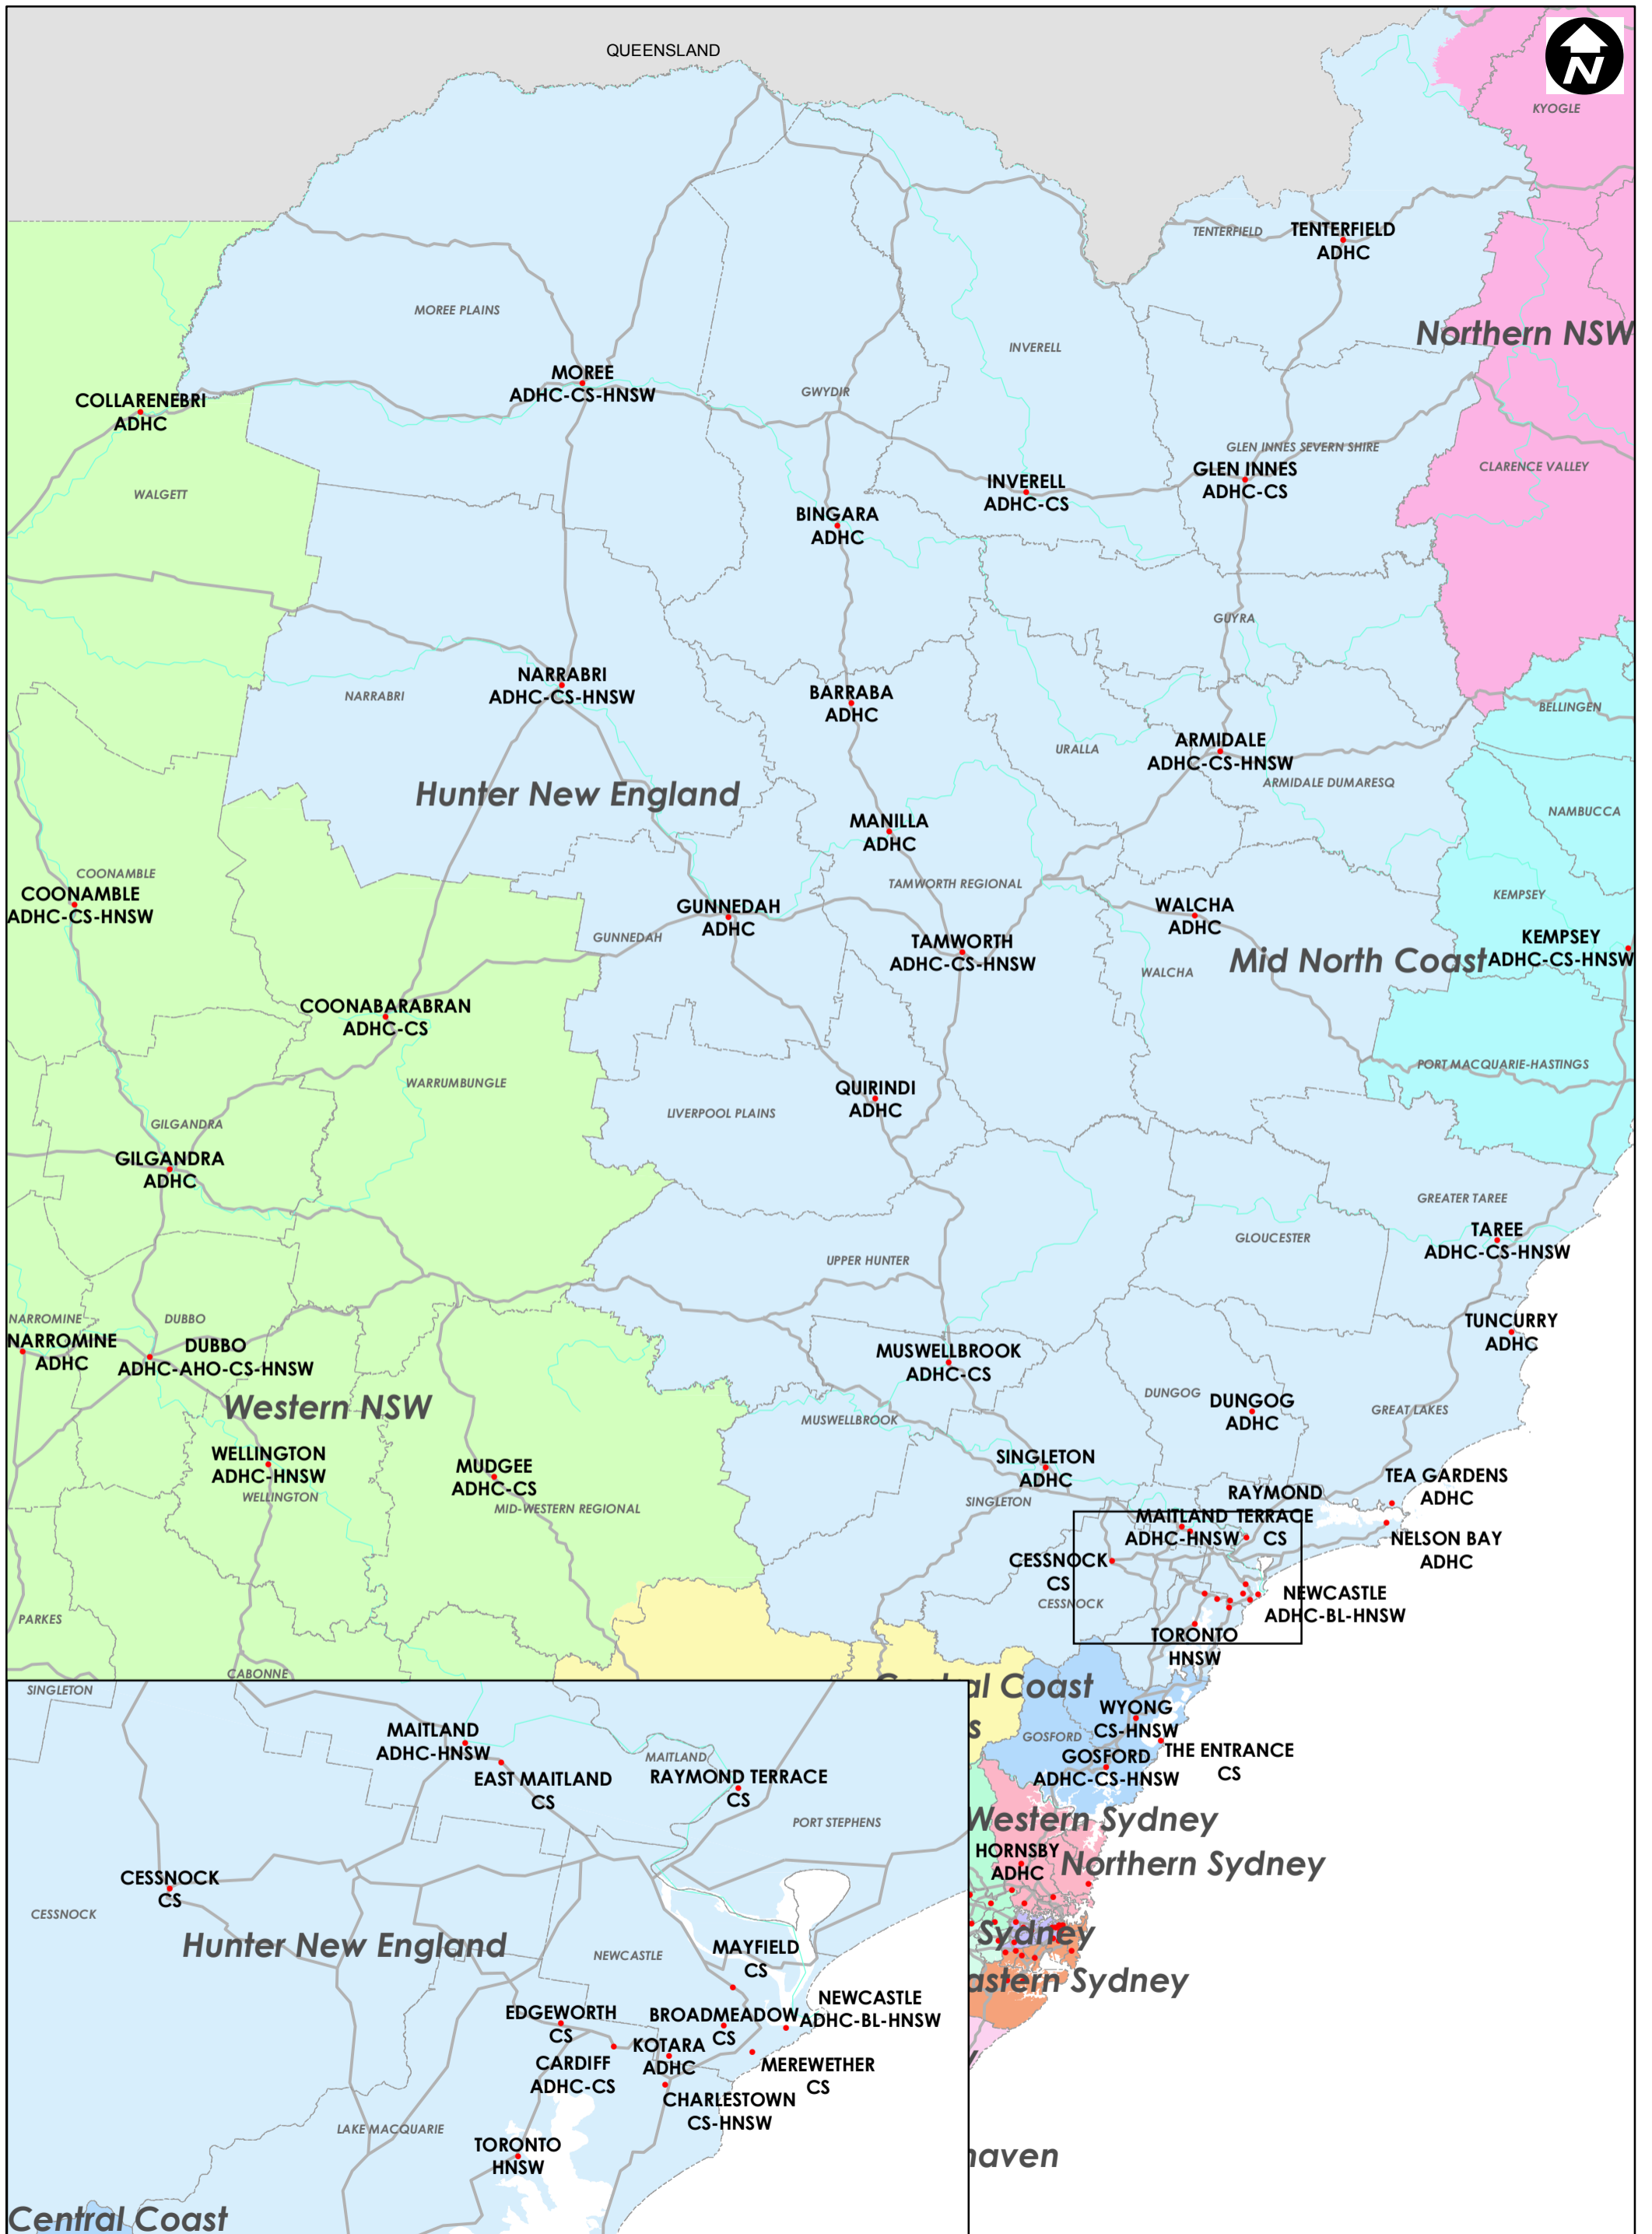 QUEENSLAND
N
KYOGLE
TENTERFIELD
TENTERFIELD
ADHC
Northern NSW
MOREE PLAINS
INVERELL
MOREE
ADHC-CS-HNSW
GWYDIR
COLLARENEBRI
ADHC
GLEN INNES SEVERN SHIRE
CLARENCE VALLEY
GLEN INNES
ADHC-CS
WALGETT
INVERELL
ADHC-CS
BINGARA
ADHC
GUYRA
NARRABRI
ADHC-CS-HNSW
NARRABRI
BARRABA
ADHC
BELLINGEN
URALLA
ARMIDALE
ADHC-CS-HNSW
ARMIDALE DUMARESQ
Hunter New England
NAMBUCCA
MANILLA
ADHC
COONAMBLE
COONAMBLE
ADHC-CS-HNSW
TAMWORTH REGIONAL
KEMPSEY
GUNNEDAH
ADHC
WALCHA
ADHC
GUNNEDAH
KEMPSEY
ADHC-CS-HNSW
TAMWORTH
ADHC-CS-HNSW
Mid North Coast
WALCHA
COONABARABRAN
ADHC-CS
PORT MACQUARIE-HASTINGS
WARRUMBUNGLE
QUIRINDI
ADHC
LIVERPOOL PLAINS
GILGANDRA
GILGANDRA
ADHC
GREATER TAREE
TAREE
ADHC-CS-HNSW
GLOUCESTER
UPPER HUNTER
NARROMINE
NARROMINE
ADHC
DUBBO
DUBBO
ADHC-AHO-CS-HNSW
TUNCURRY
ADHC
MUSWELLBROOK
ADHC-CS
DUNGOG
DUNGOG
ADHC
Western NSW
GREAT LAKES
MUSWELLBROOK
WELLINGTON
ADHC-HNSW
WELLINGTON
MUDGEE
ADHC-CS
MID-WESTERN REGIONAL
SINGLETON
ADHC
SINGLETON
TEA GARDENS
ADHC
RAYMOND
TERRACE
CS
MAITLAND
ADHC-HNSW
NELSON BAY
ADHC
CESSNOCK
CS
CESSNOCK
NEWCASTLE
ADHC-BL-HNSW
PARKES
TORONTO
HNSW
CABONNE
al Coast
s
WYONG
CS-HNSW
GOSFORD
THE ENTRANCE
CS
GOSFORD
ADHC-CS-HNSW
Western Sydney
HORNSBY
ADHC
Northern Sydney
Sydney
astern Sydney
haven
SINGLETON
MAITLAND
ADHC-HNSW
MAITLAND
EAST MAITLAND
CS
RAYMOND TERRACE
CS
PORT STEPHENS
CESSNOCK
CS
CESSNOCK
Hunter New England
NEWCASTLE
MAYFIELD
CS
NEWCASTLE
ADHC-BL-HNSW
EDGEWORTH
CS
BROADMEADOW
CS
KOTARA
ADHC
CARDIFF
ADHC-CS
MEREWETHER
CS
CHARLESTOWN
CS-HNSW
LAKE MACQUARIE
TORONTO
HNSW
Central Coast